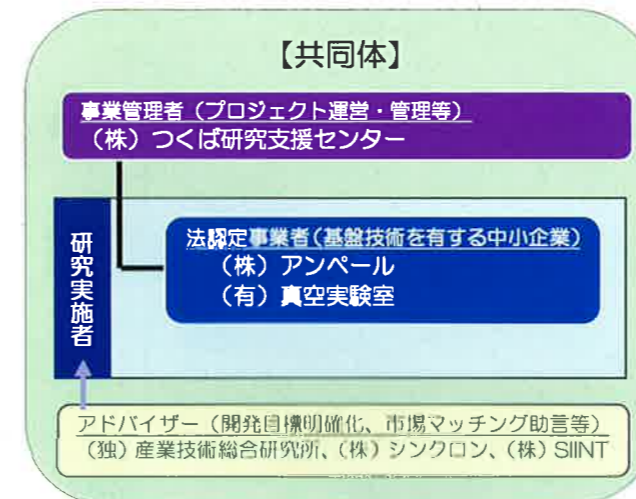 【共同体】
事業管理者（プロジェクト運営・管理等）
（株）つくば研究支援センター
研究実施者
法認定事業者（基盤技術を有する中小企業）
（株）アンペール
（有）真空実験室
アドバイザー（開発目標明確化、市場マッチング助言等）
（独）産業技術総合研究所、（株）シンクロン、（株）SIINT